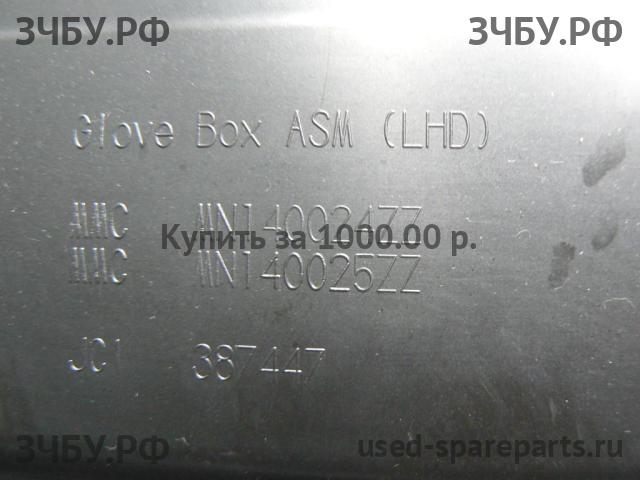 ЗЧБУ.РФ ЗЧБУ.РФ
Glove Box ASM (LHD)
MMC MN140024ZZ
Купить за 1000.00 р.
MMC MN140025ZZ
JC1 387447
ЗЧБУ.РФ used-spareparts.ru